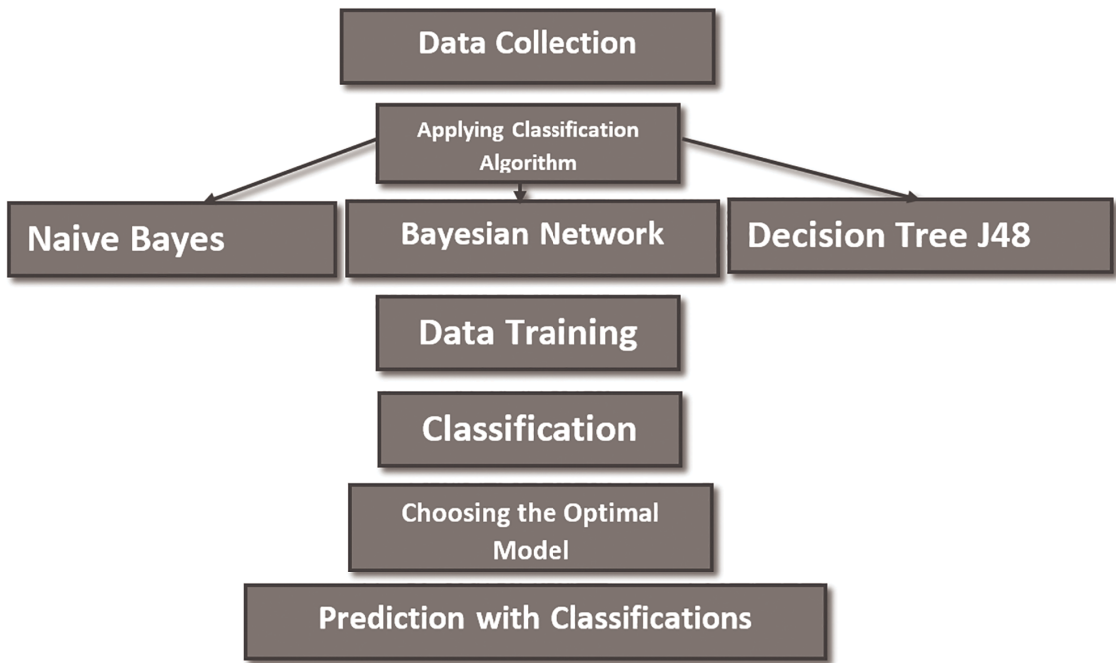 Data Collection
Applying Classification
Algorithm
Naive Bayes
Bayesian Network
Decision Tree J48
Data Training
Classification
Choosing the Optimal
Model
Prediction with Classifications